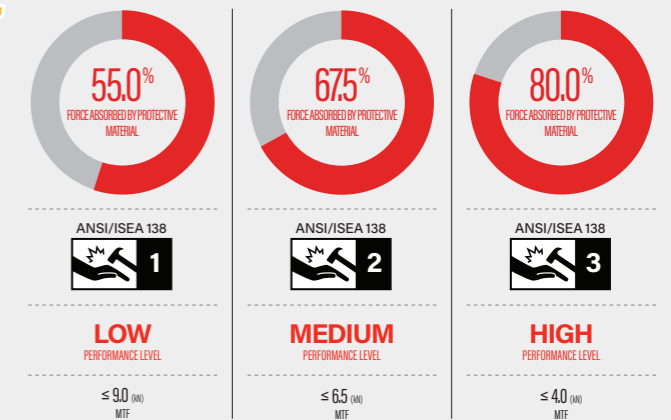 55.0%
FORCE ABSORBED BY PROTECTIVE
MATERIAL
ANSI/ISEA 138
1
LOW
PERFORMANCE LEVEL
≤ 9.0 (kN)
MTF
67.5%
FORCE ABSORBED BY PROTECTIVE
MATERIAL
ANSI/ISEA 138
2
MEDIUM
PERFORMANCE LEVEL
≤ 6.5 (kN)
MTF
80.0%
FORCE ABSORBED BY PROTECTIVE
MATERIAL
ANSI/ISEA 138
3
HIGH
PERFORMANCE LEVEL
≤ 4.0 (kN)
MTF